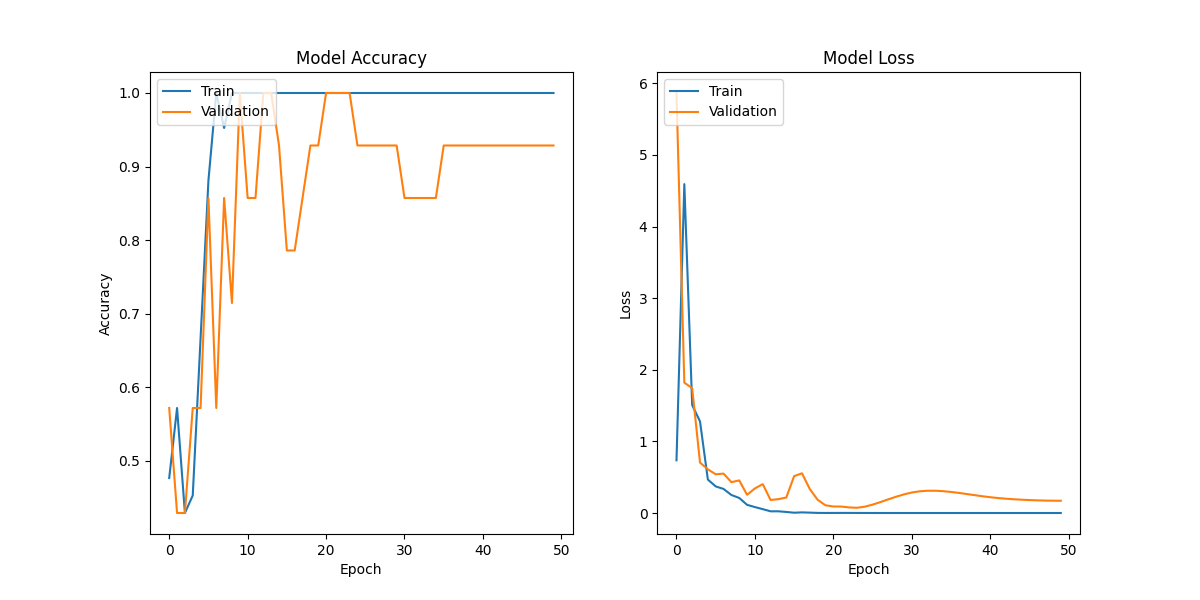 Model Accuracy
Train
Validation
1.0
0.9
0.8
0.7
0.6
0.5
Accuracy
0 10 20 30 40 50
Epoch
Model Loss
Train
Validation
6
5
4
3
2
1
0
Loss
0 10 20 30 40 50
Epoch